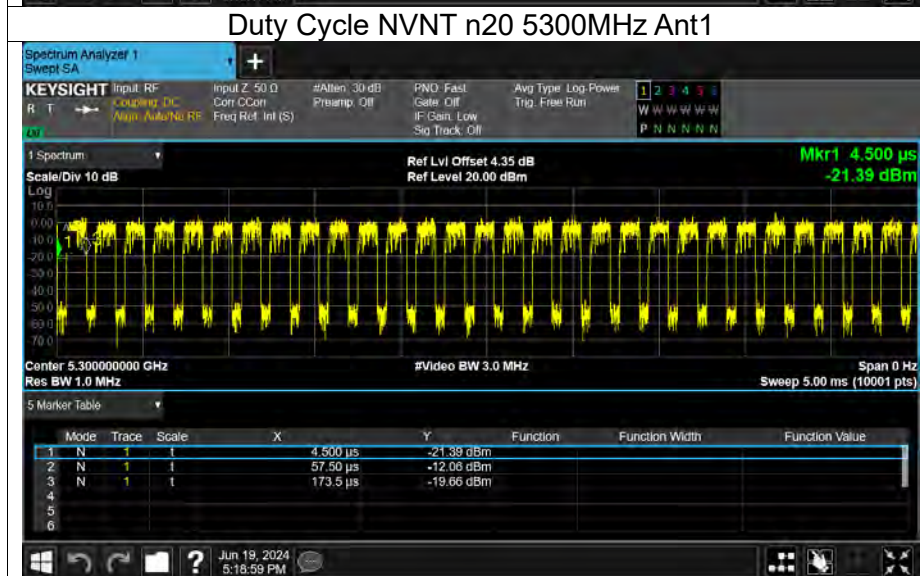 Duty Cycle NVNT n20 5300MHz Ant1
Spectrum Analyzer 1
Swept SA
+
KEYSIGHT Input: RF Input Z: 50 Ω #Atten: 30 dB PNO: Fast Avg Type: Log-Power 1 2 3 4 5 6
R T Coupling: DC Corr CCorr Preamp: Off Gate: Off Trig: Free Run W W W W W W
Align: Auto/No RF Freq Ref: Int (S) IF Gain: Low P N N N N N
Sig Track: Off
LXI
1 Spectrum
Ref Lvl Offset 4.35 dB
Mkr1 4.500 µs
Scale/Div 10 dB
Ref Level 20.00 dBm
-21.39 dBm
Log
10.0
0.00
-10.0
-20.0
-30.0
-40.0
-50.0
-60.0
-70.0
Center 5.300000000 GHz
#Video BW 3.0 MHz
Span 0 Hz
Res BW 1.0 MHz
Sweep 5.00 ms (10001 pts)
5 Marker Table
Mode Trace Scale X Y Function Function Width Function Value
1 N 1 t 4.500 µs -21.39 dBm
2 N 1 t 57.50 µs -12.06 dBm
3 N 1 t 173.5 µs -19.66 dBm
4
5
6
?
Jun 19, 2024
5:18:59 PM